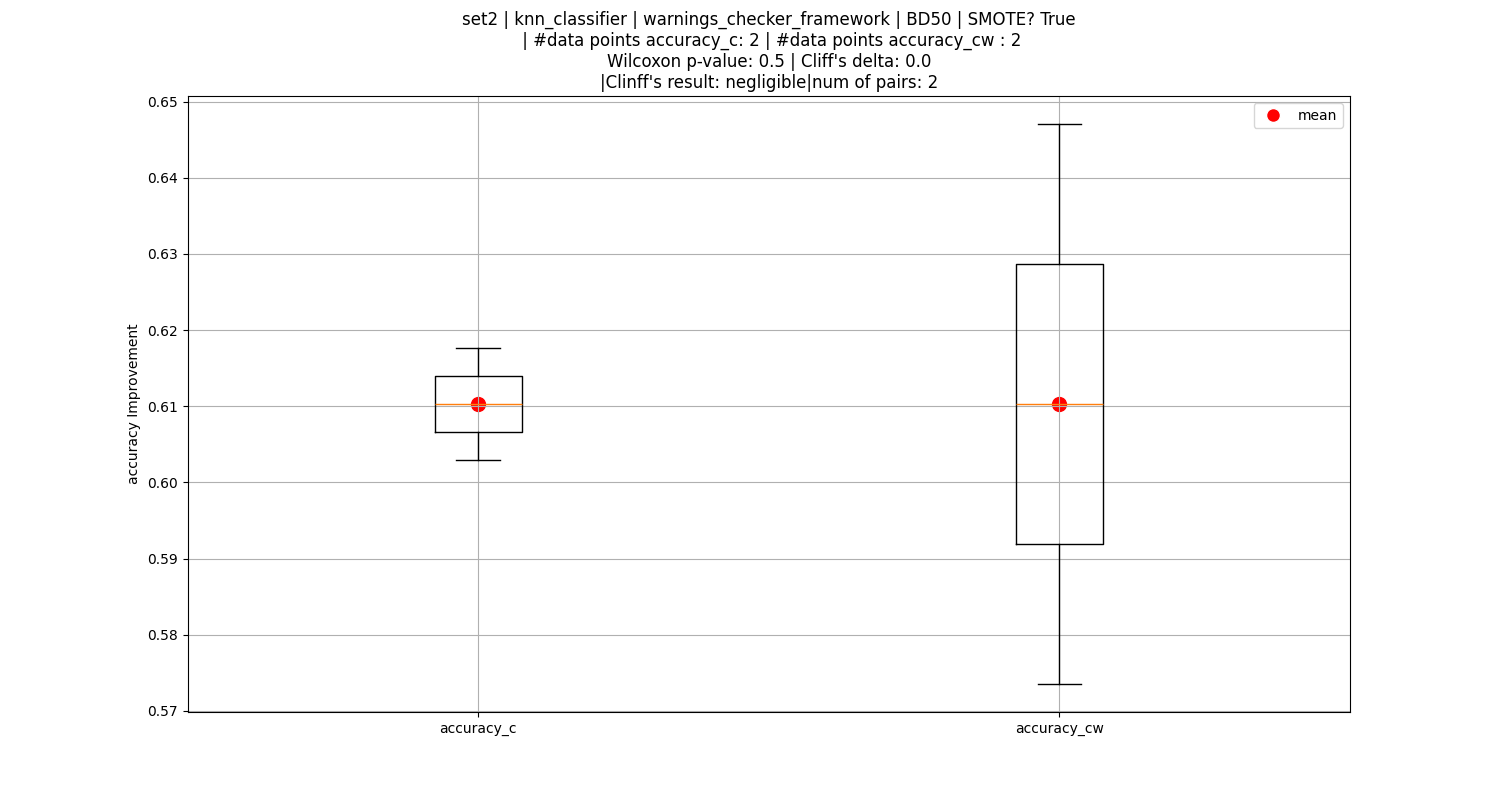 set2 | knn_classifier | warnings_checker_framework | BD50 | SMOTE? True
| #data points accuracy_c: 2 | #data points accuracy_cw : 2
Wilcoxon p-value: 0.5 | Cliff's delta: 0.0
|Clinff's result: negligible|num of pairs: 2
mean
0.65
0.64
0.63
0.62
0.61
0.60
0.59
0.58
0.57
accuracy Improvement
accuracy_c
accuracy_cw